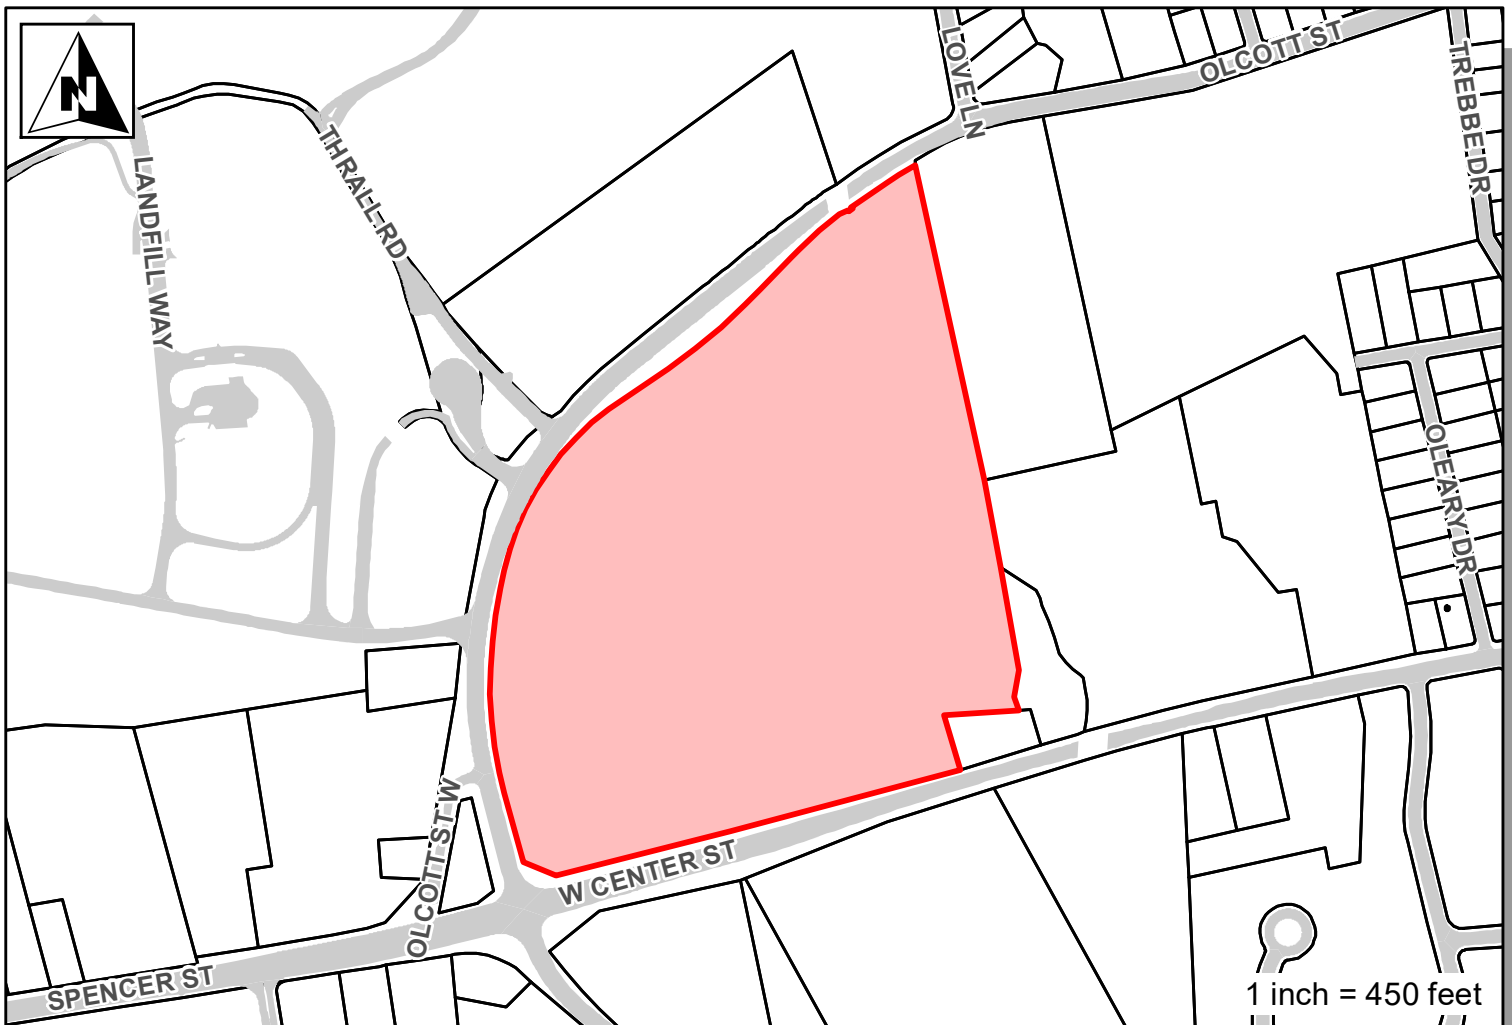 N
LOVE LN
OLCOTT ST
TREBBE DR
THRALL RD
LANDFILL WAY
OLEARY DR
OLCOTT ST W
W CENTER ST
SPENCER ST
1 inch = 450 feet